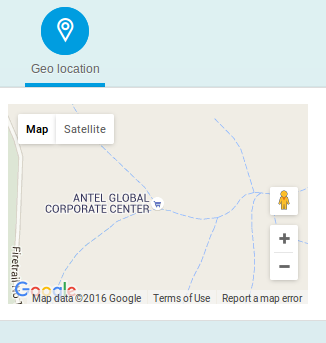 Geo location
Map
Satellite
ANTEL GLOBAL
CORPORATE CENTER
Google
Map data ©2016 Google
Terms of Use
Report a map error